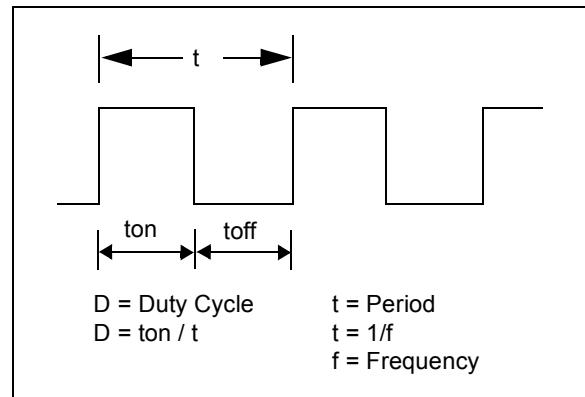 t
ton
toff
D = Duty Cycle
D = ton / t
t = Period
t = 1/f
f = Frequency